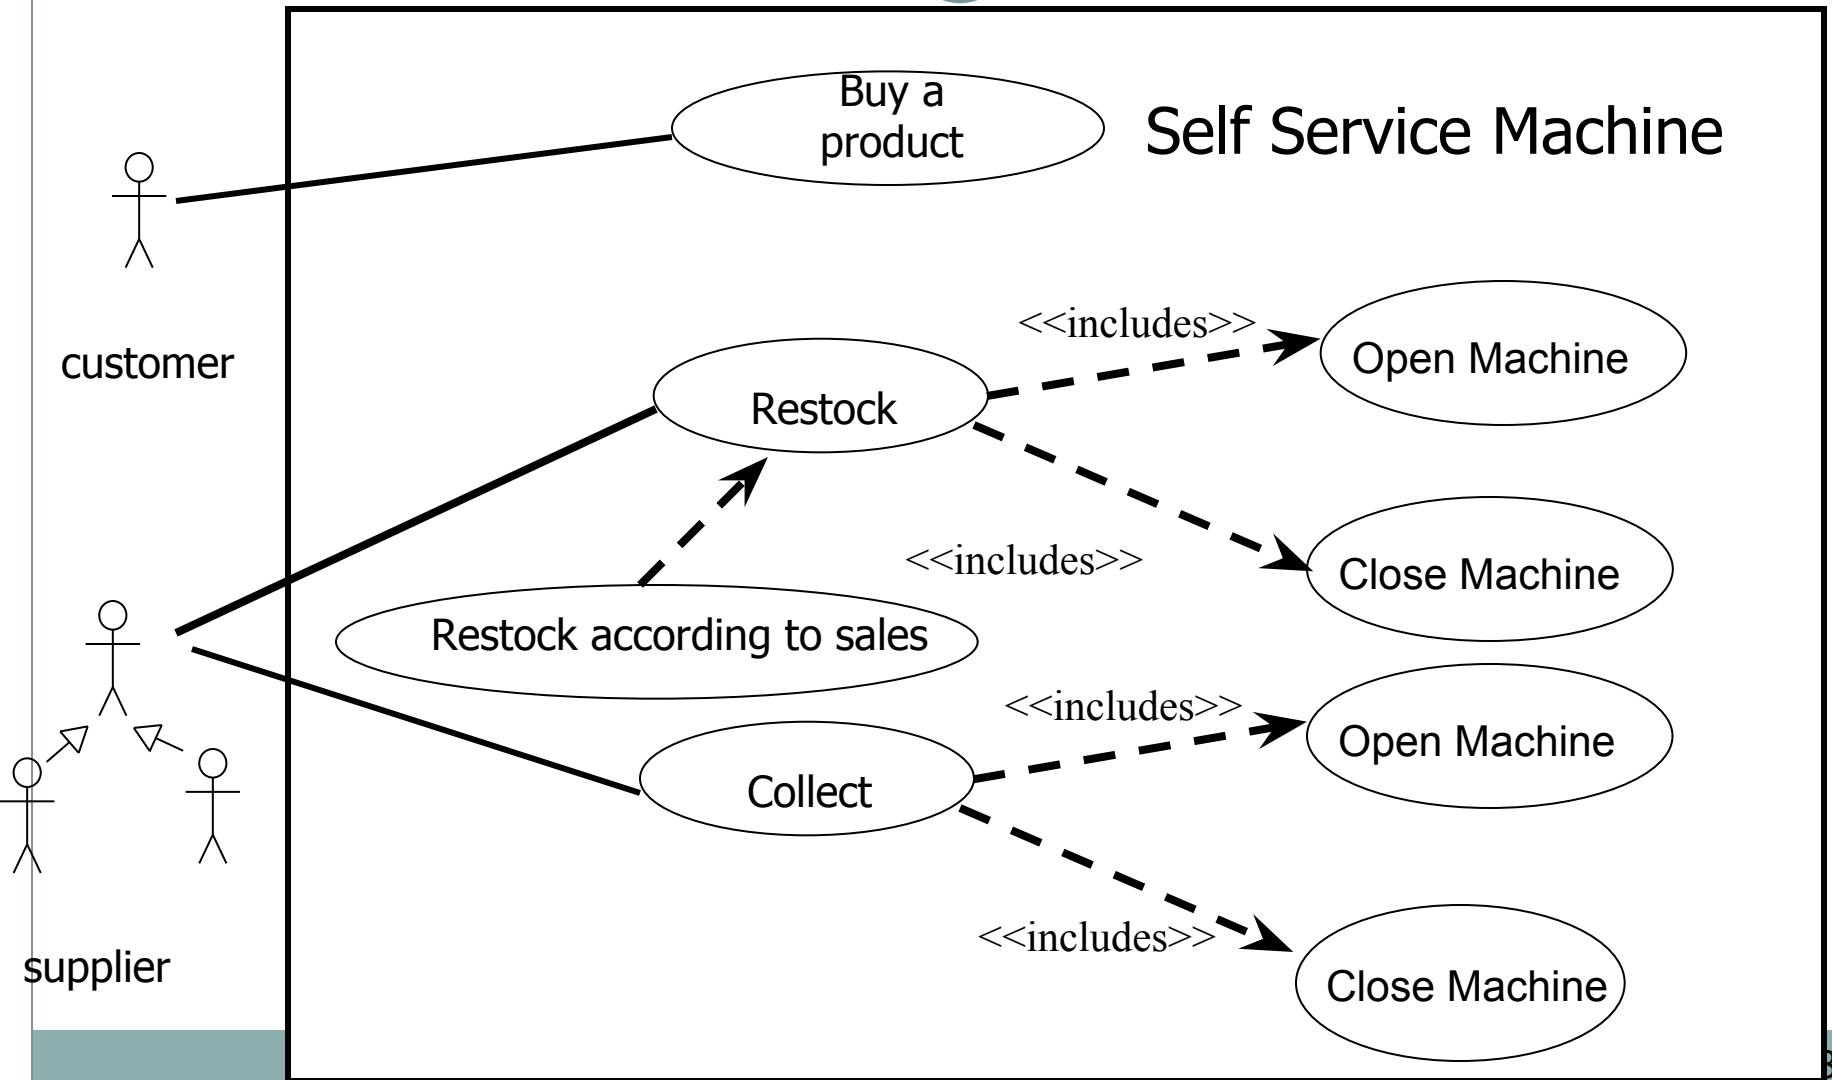 Buy a
product
Self Service Machine
customer
<<includes>>
Open Machine
Restock
<<includes>>
Close Machine
Restock according to sales
<<includes>>
Open Machine
Collect
<<includes>>
Close Machine
supplier